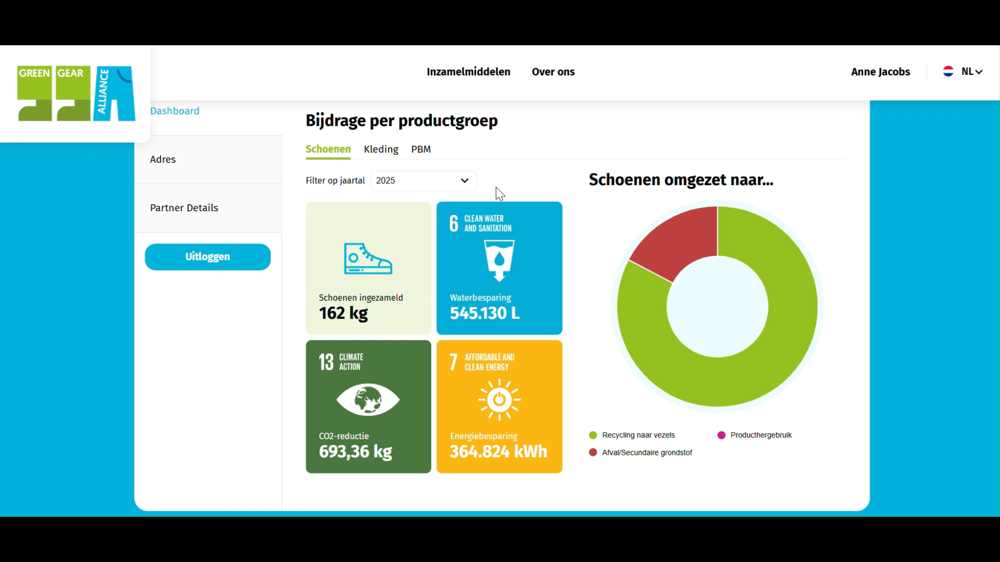 GREEN GEAR ALLIANCE
Inzamelmiddelen Over ons
Anne Jacobs NL
Dashboard
Adres
Partner Details
Uitloggen
Bijdrage per productgroep
Schoenen Kleding PBM
Filter op jaartal 2025
Schoenen ingezameld
162 kg
6 CLEAN WATER
AND SANITATION
Waterbesparing
545.130 L
13 CLIMATE
ACTION
CO2-reductie
693,36 kg
7 AFFORDABLE AND
CLEAN ENERGY
Energiebesparing
364.824 kWh
Schoenen omgezet naar...
Recycling naar vezels Producthergebruik
Afval/Secundaire grondstof